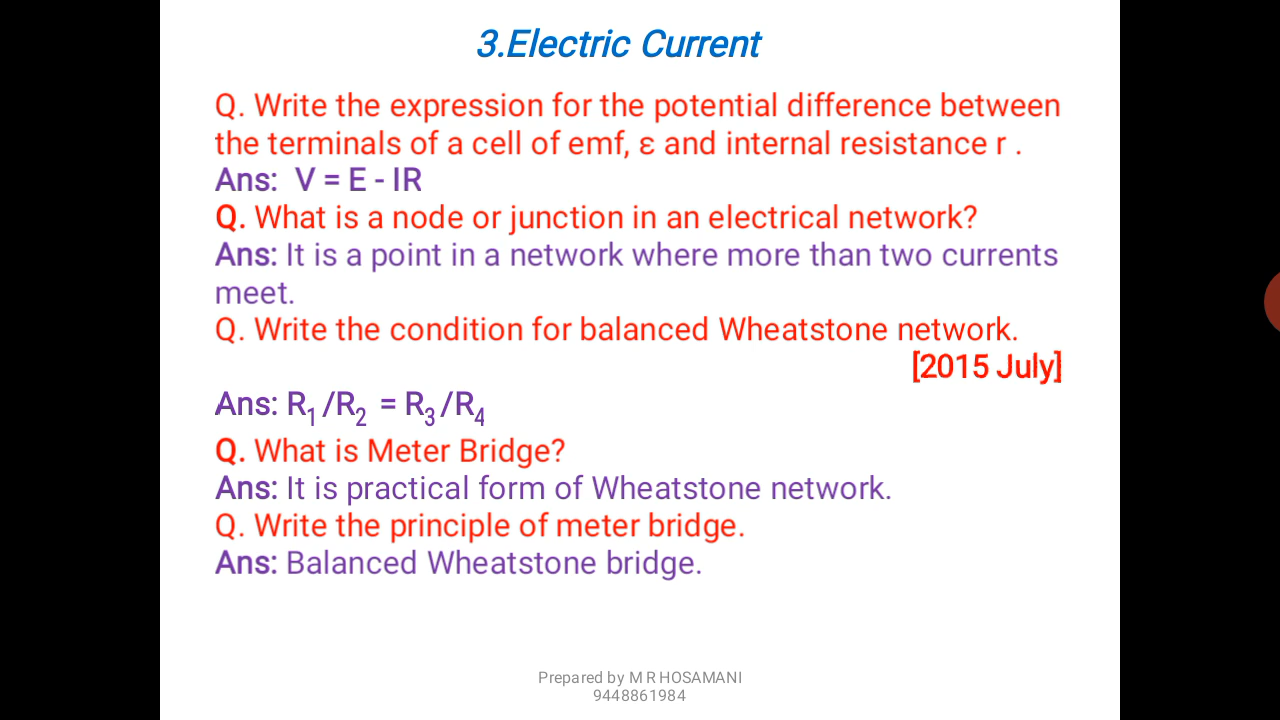 3.Electric Current
Q. Write the expression for the potential difference between
the terminals of a cell of emf, ε and internal resistance r .
Ans: V = E - IR
Q. What is a node or junction in an electrical network?
Ans: It is a point in a network where more than two currents
meet.
Q. Write the condition for balanced Wheatstone network.
[2015 July]
Ans: R₁ /R₂ = R₃ /R₄
Q. What is Meter Bridge?
Ans: It is practical form of Wheatstone network.
Q. Write the principle of meter bridge.
Ans: Balanced Wheatstone bridge.
Prepared by M R HOSAMANI
9448861984